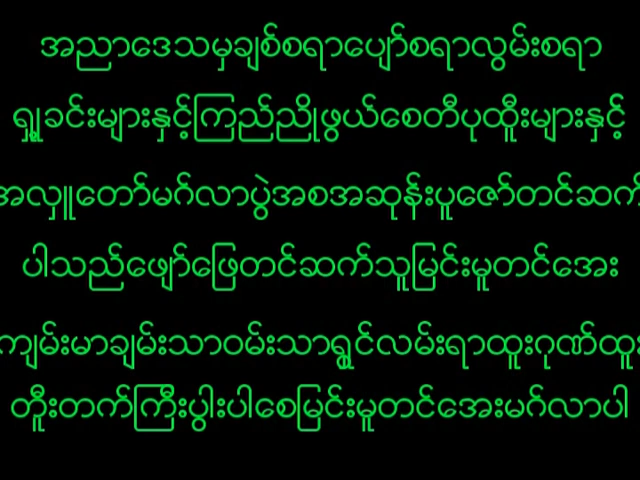 အညာဒေသမှချစ်စရာပျော်စရာလွမ်းစရာ
ရှုခင်းများနှင့်ကြည်ညိုဖွယ်စေတီပုထိုးများနှင့်
အလှူတော်မင်္ဂလာပွဲအစအဆုန်းပူဇော်တင်ဆက်
ပါသည်ဖျော်ဖြေတင်ဆက်သူမြင်းမူတင်အေး
ကျမ်းမာချမ်းသာဝမ်းသာရွှင်လမ်းရာထူးဂုဏ်ထူး
တိူးတက်ကြီးပွါးပါစေမြင်းမူတင်အေးမင်္ဂလာပါ